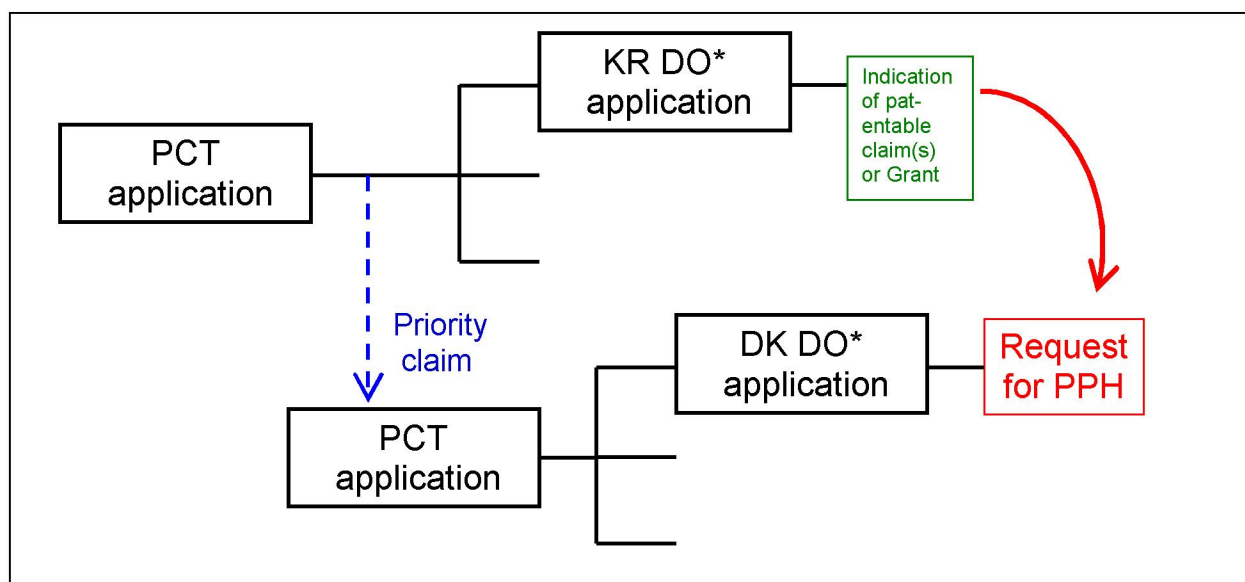 KR DO*
application
Indication
of pat-
entable
claim(s)
or Grant
PCT
application
Priority
claim
DK DO*
application
Request
for PPH
PCT
application